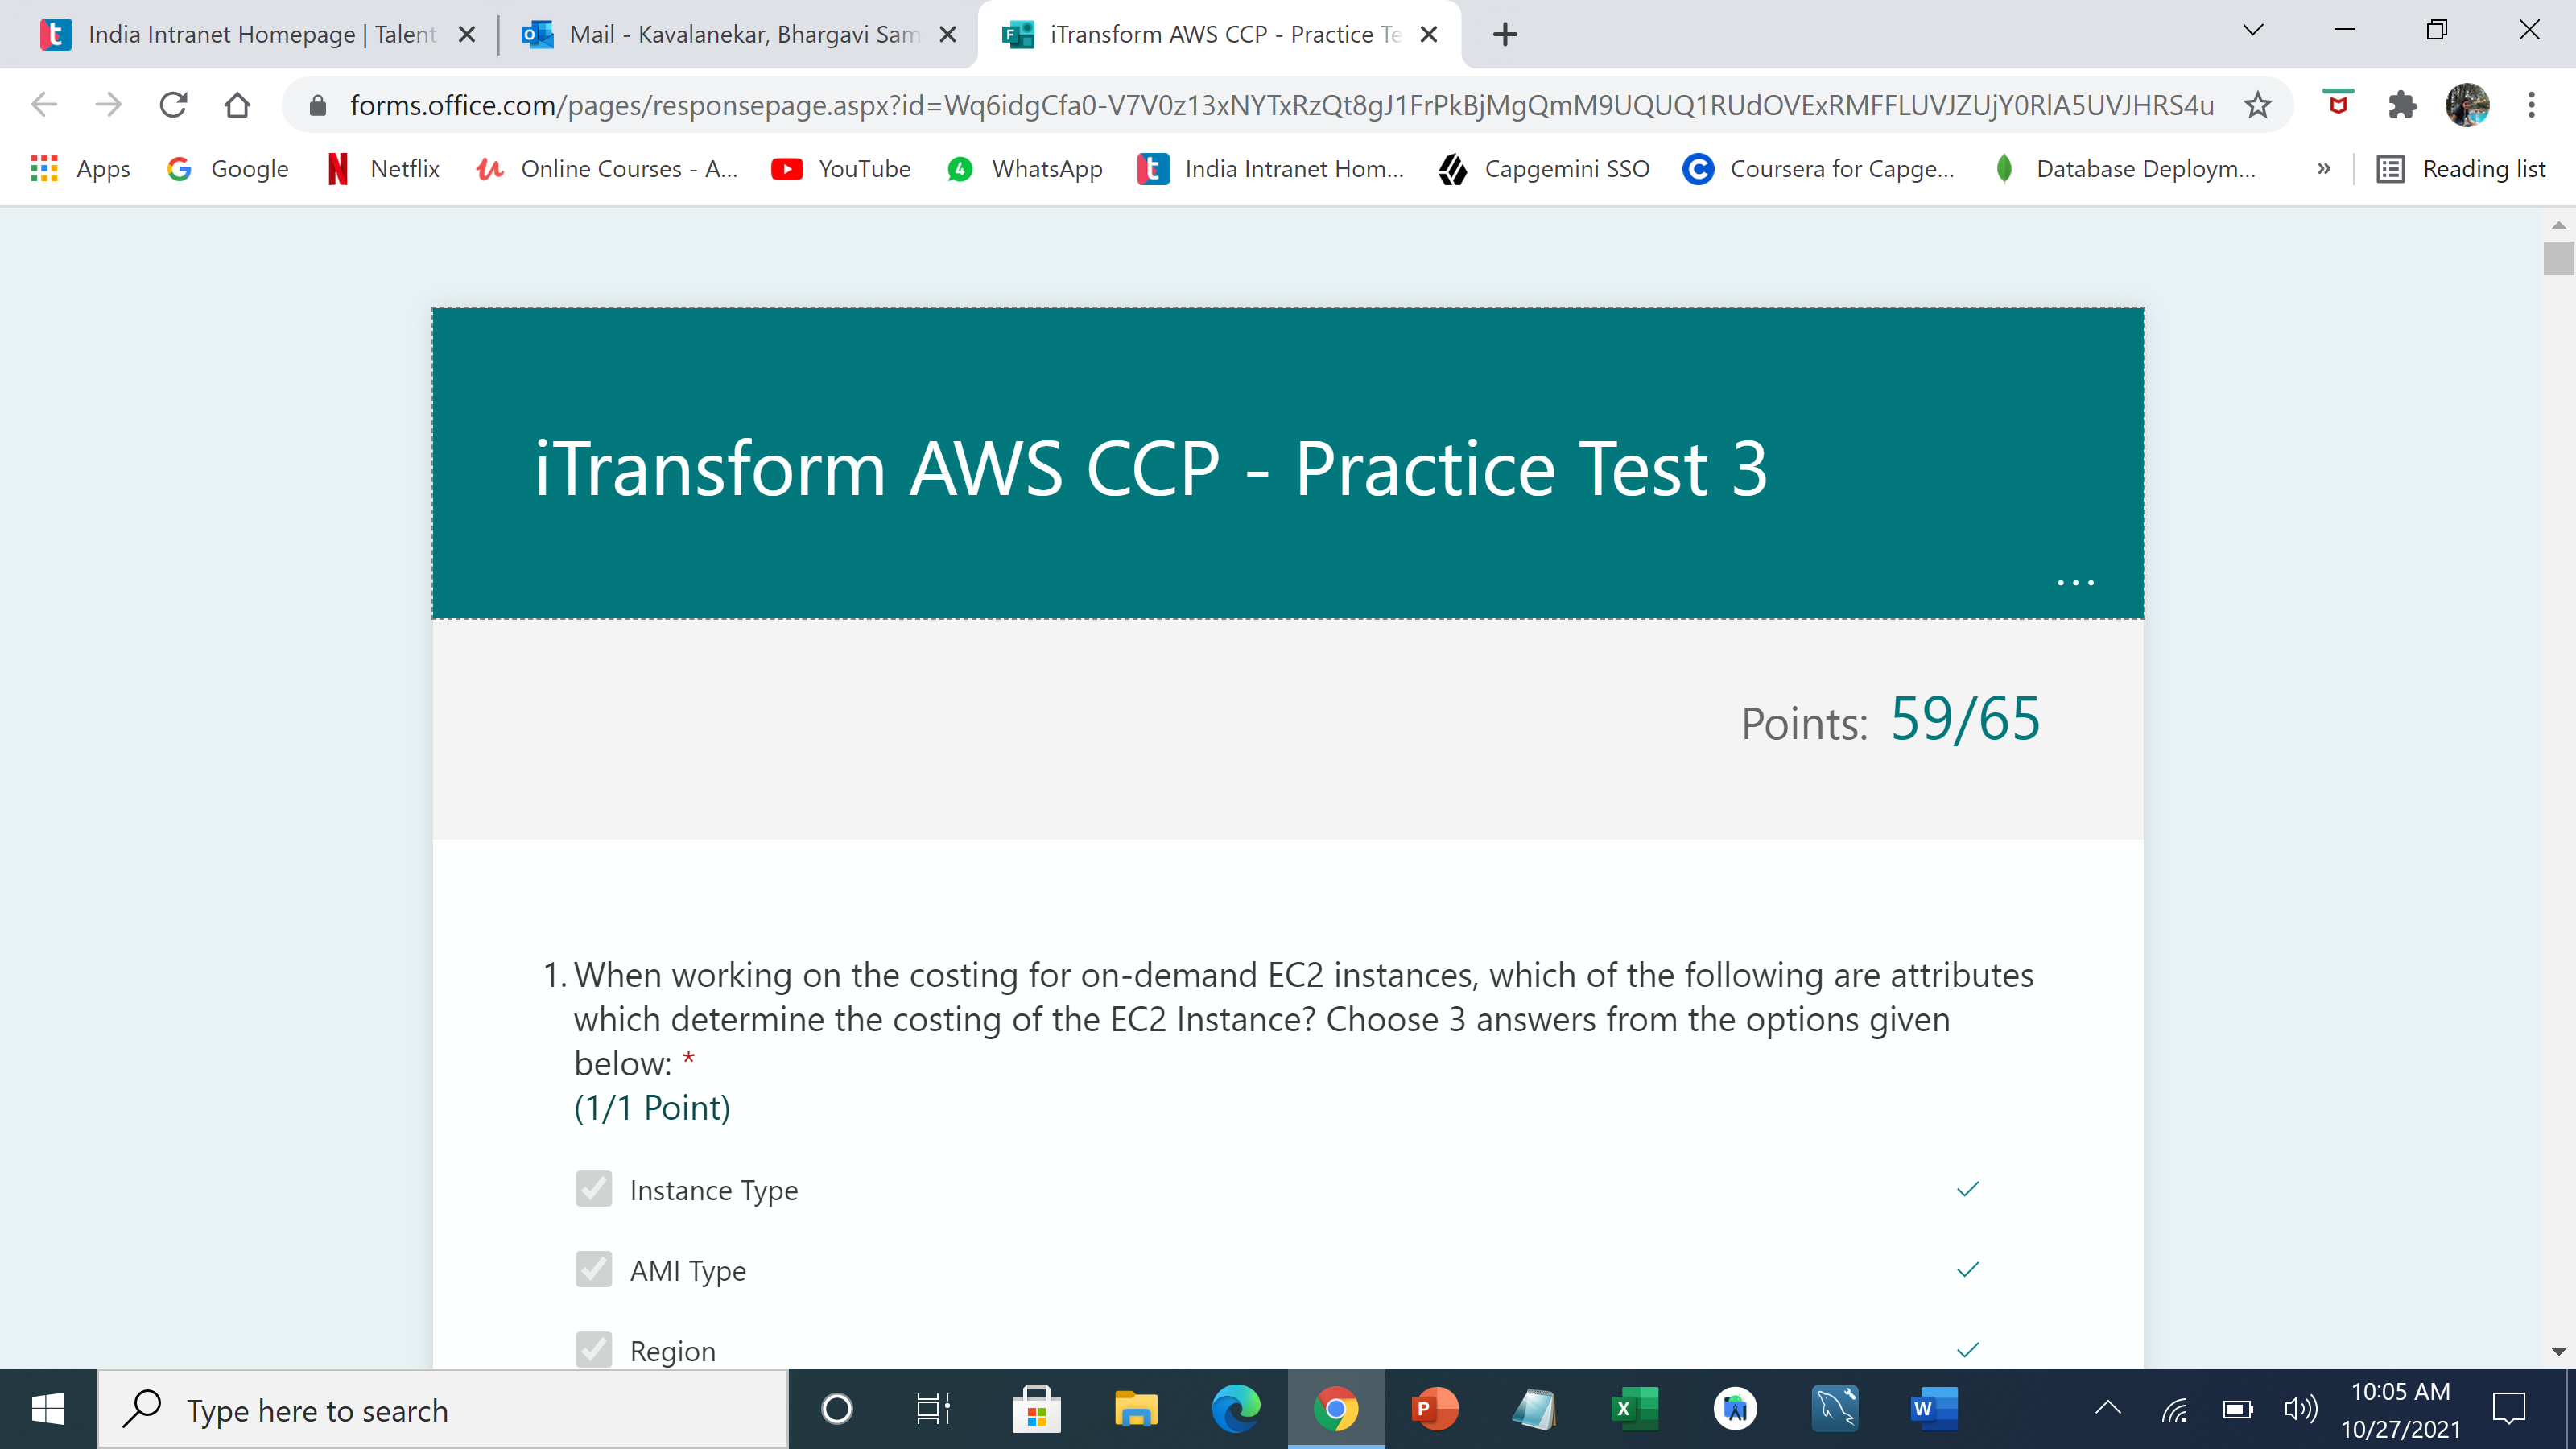 India Intranet Homepage | Talent
Mail - Kavalanekar, Bhargavi Sam
iTransform AWS CCP - Practice Te
forms.office.com/pages/responsepage.aspx?id=Wq6idgCfa0-V7V0z13xNYTxRzQt8gJ1FrPkBjMgQmM9UQUQ1RUdOVExRMFFLUVJZUjY0RlA5UVJHRS4u
Apps
Google
Netflix
Online Courses - A...
YouTube
4
WhatsApp
India Intranet Hom...
Capgemini SSO
Coursera for Capge...
Database Deploym...
»
Reading list
iTransform AWS CCP - Practice Test 3
...
Points: 59/65
1. When working on the costing for on-demand EC2 instances, which of the following are attributes
which determine the costing of the EC2 Instance? Choose 3 answers from the options given
below: *
(1/1 Point)
Instance Type
AMI Type
Region
Type here to search
10:05 AM
10/27/2021